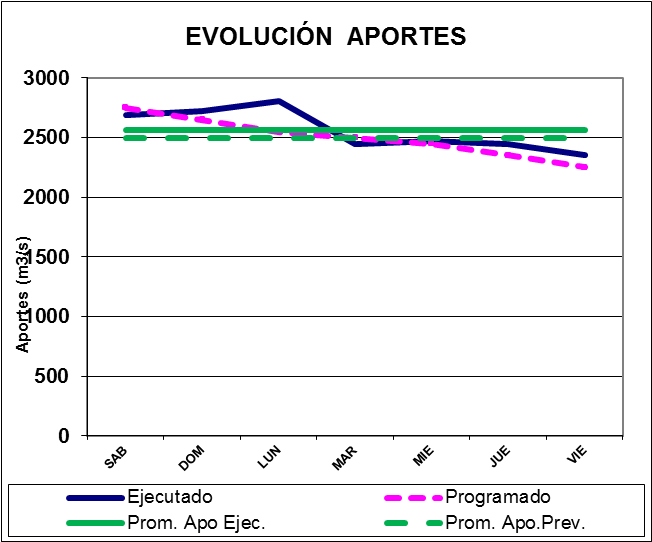 EVOLUCIÓN APORTES
Aportes (m3/s)
3000
2500
2000
1500
1000
500
0
SAB DOM LUN MAR MIE JUE VIE
Ejecutado Programado
Prom. Apo Ejec. Prom. Apo.Prev.